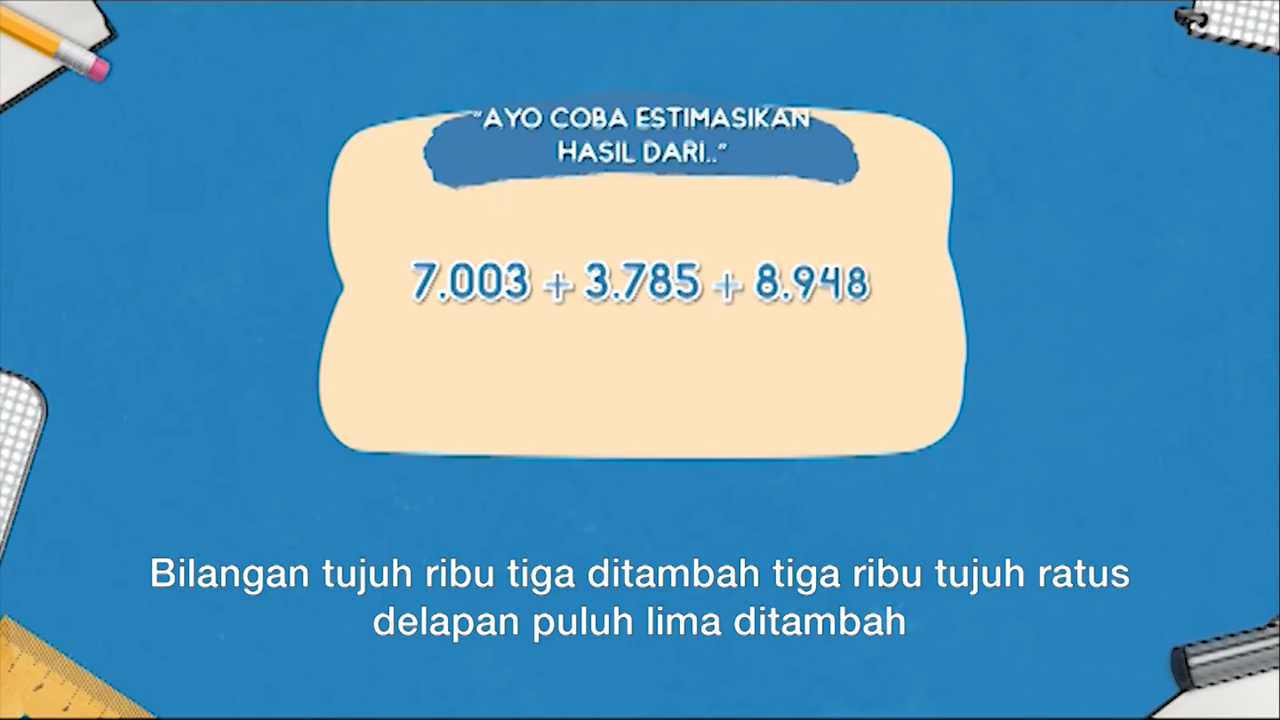 "AYO COBA ESTIMASIKAN
HASIL DARI.."
7.003 + 3.785 + 8.948
Bilangan tujuh ribu tiga ditambah tiga ribu tujuh ratus
delapan puluh lima ditambah